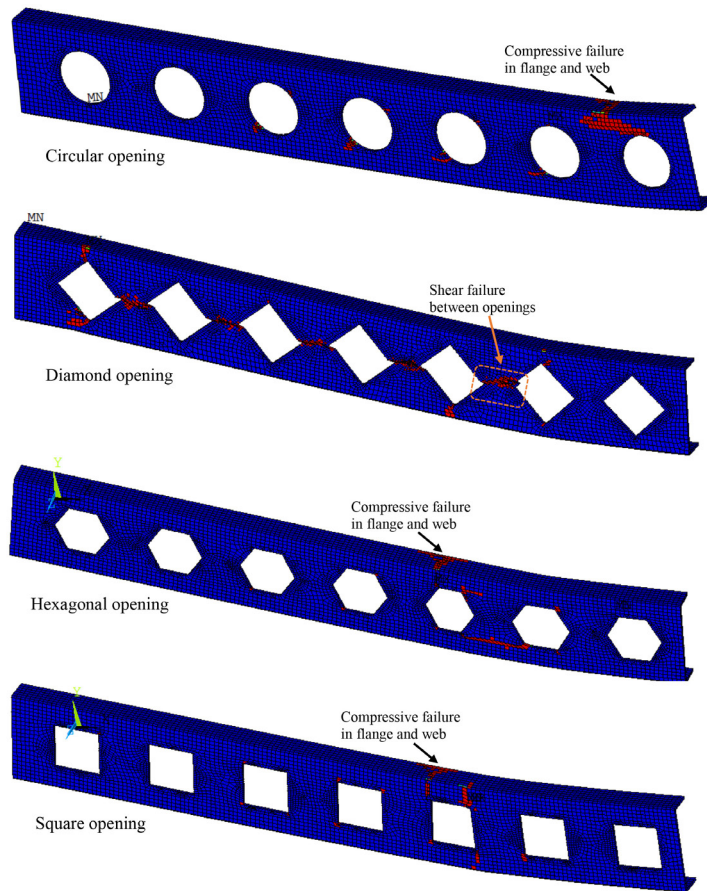 Compressive failure
in flange and web
MN
MN
Circular opening
MN
Shear failure
between openings
Diamond opening
Y
Z
Compressive failure
in flange and web
Hexagonal opening
Y
Compressive failure
in flange and web
Square opening